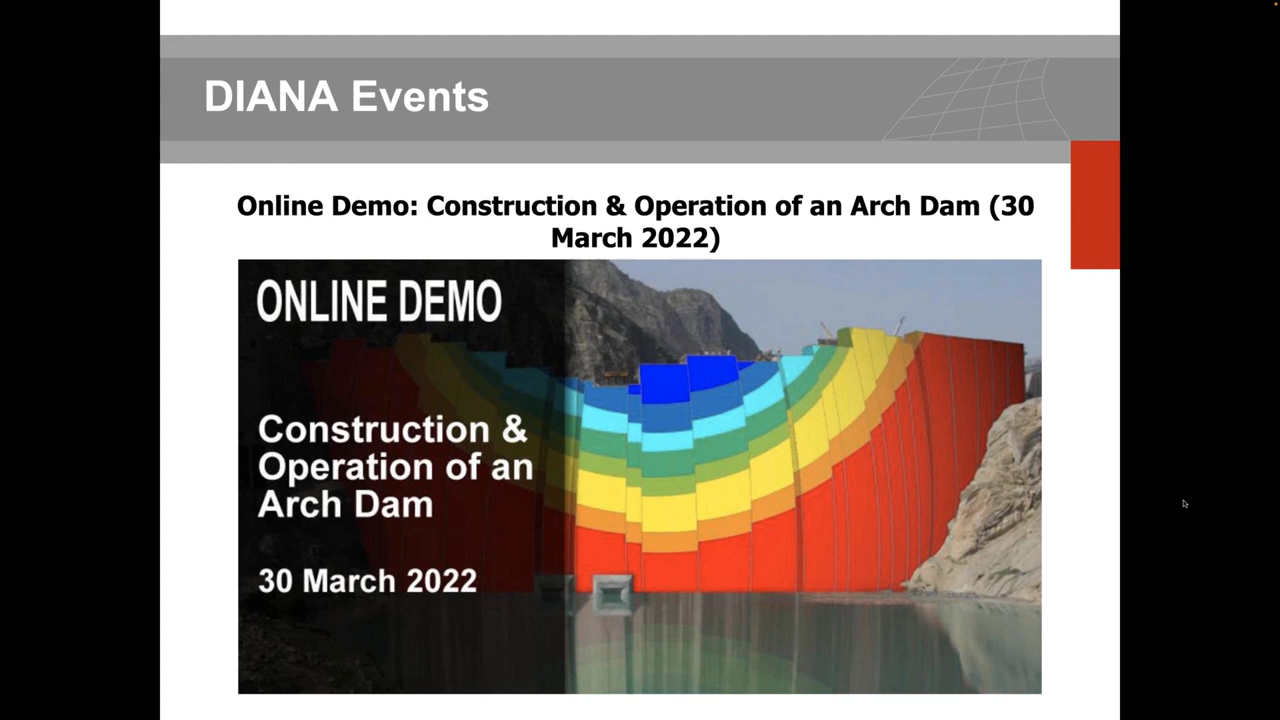 DIANA Events
Online Demo: Construction & Operation of an Arch Dam (30
March 2022)
ONLINE DEMO
Construction &
Operation of an
Arch Dam
30 March 2022